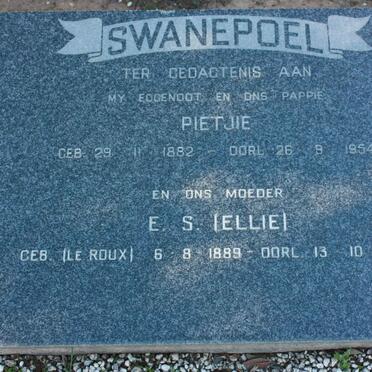 SWANEPOEL
TER GEDAGTENIS AAN
MY EGGENOOT EN ONS PAPPIE
PIETJIE
GEB. 29 11 1882 - OORL 26 9 1954
EN ONS MOEDER
E. S. (ELLIE)
GEB. (LE ROUX) 6-8-1889-OORL. 13 10